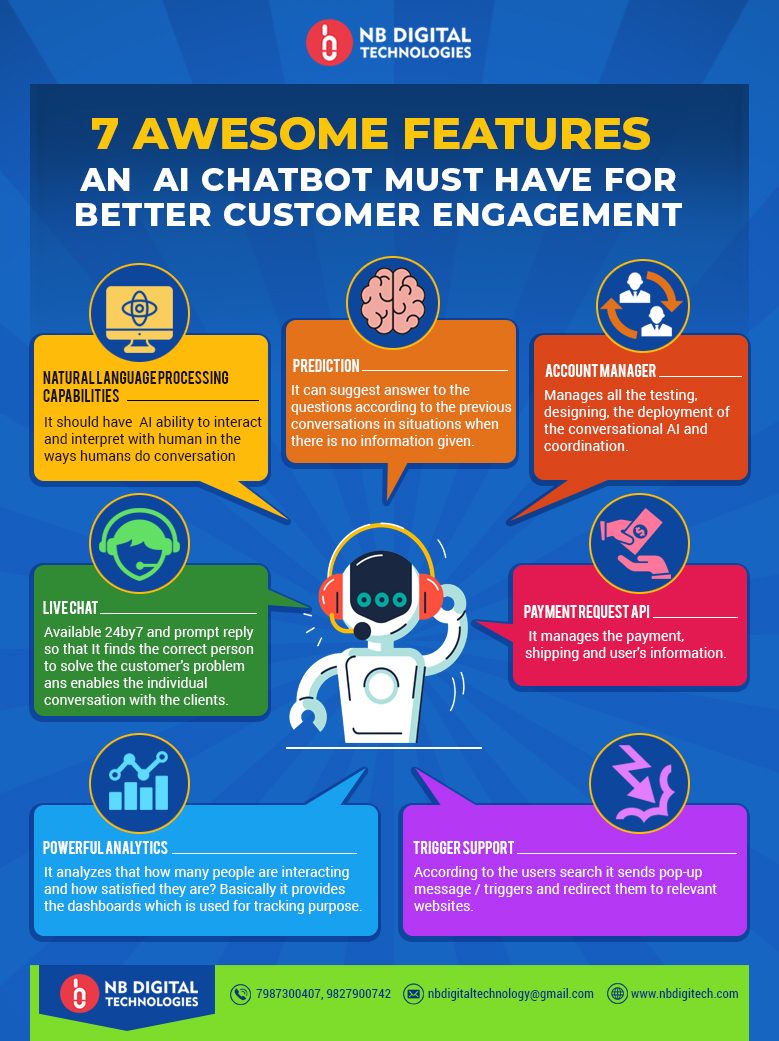 NB DIGITAL
TECHNOLOGIES
7 AWESOME FEATURES
AN AI CHATBOT MUST HAVE FOR
BETTER CUSTOMER ENGAGEMENT
NATURAL LANGUAGE PROCESSING
CAPABILITIES
It should have AI ability to interact
and interpret with human in the
ways humans do conversation
PREDICTION
It can suggest answer to the
questions according to the previous
conversations in situations when
there is no information given.
ACCOUNT MANAGER
Manages all the testing,
designing, the deployment of
the conversational AI and
coordination.
LIVE CHAT
Available 24by7 and prompt reply
so that It finds the correct person
to solve the customer's problem
ans enables the individual
conversation with the clients.
PAYMENT REQUEST API
It manages the payment,
shipping and user's information.
POWERFUL ANALYTICS
It analyzes that how many people are interacting
and how satisfied they are? Basically it provides
the dashboards which is used for tracking purpose.
TRIGGER SUPPORT
According to the users search it sends pop-up
message / triggers and redirect them to relevant
websites.
NB DIGITAL
TECHNOLOGIES
7987300407, 9827900742
nbdigitaltechnology@gmail.com
www.nbdigitech.com